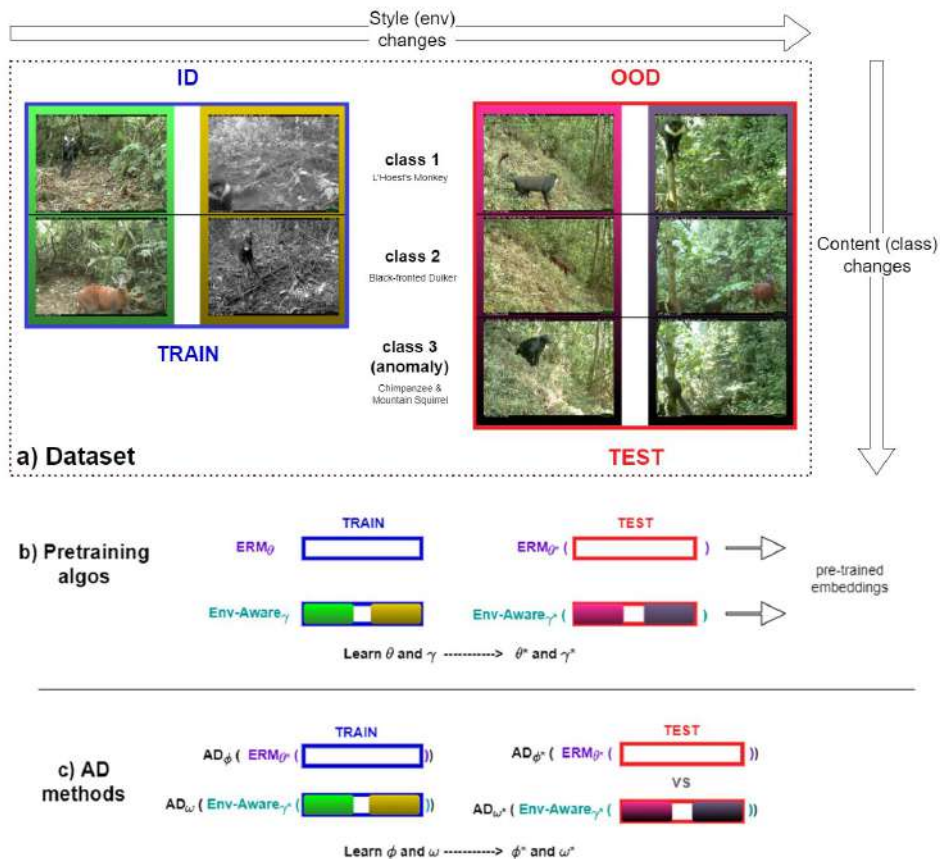 Style (env)
changes
ID
OOD
class 1
L'Hoest's Monkey
class 2
Black-fronted Duiker
Content (class)
changes
TRAIN
class 3
(anomaly)
Chimpanzee &
Mountain Squirrel
a) Dataset
TEST
TRAIN
TEST
b) Pretraining
algos
ERMθ
ERMθ* ( )
pre-trained
embeddings
Env-Awareγ
Env-Awareγ* ( )
Learn θ and γ ----------> θ* and γ*
TRAIN
TEST
c) AD
methods
ADϕ ( ERMθ* ( ))
ADϕ* ( ERMθ* ( ))
VS
ADω ( Env-Awareγ* ( ))
ADω* ( Env-Awareγ* ( ))
Learn ϕ and ω ----------> ϕ* and ω*